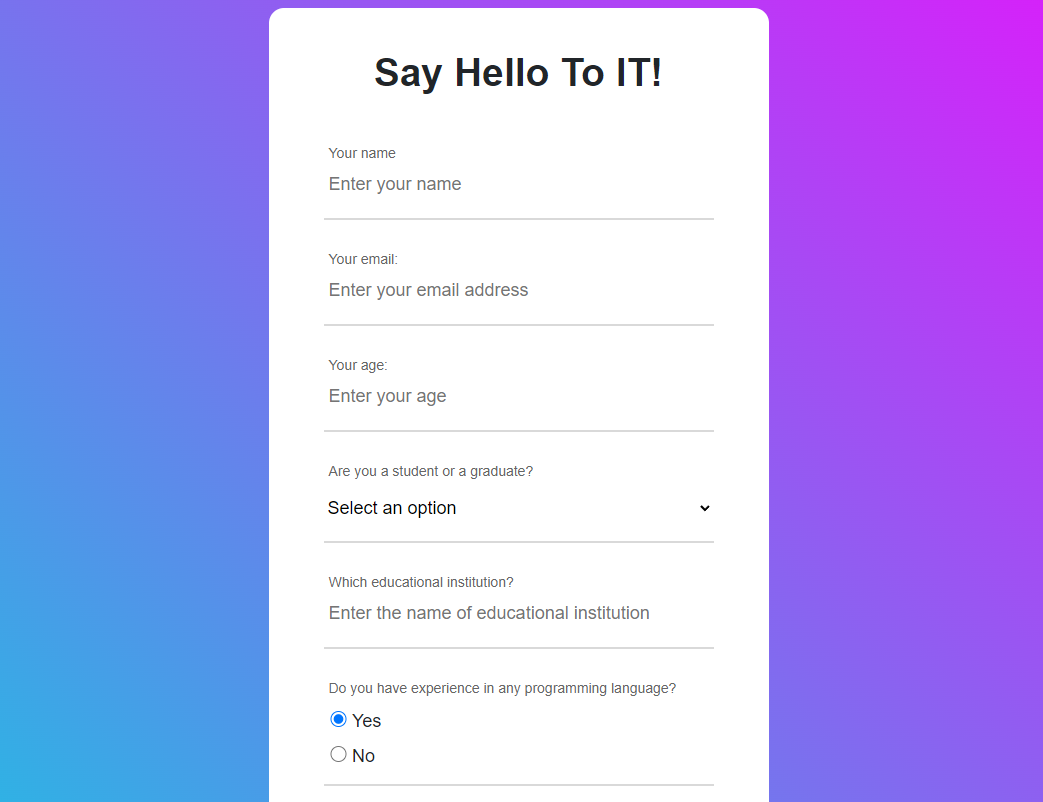 Say Hello To IT!
Your name
Enter your name
Your email:
Enter your email address
Your age:
Enter your age
Are you a student or a graduate?
Select an option
Which educational institution?
Enter the name of educational institution
Do you have experience in any programming language?
Yes
No